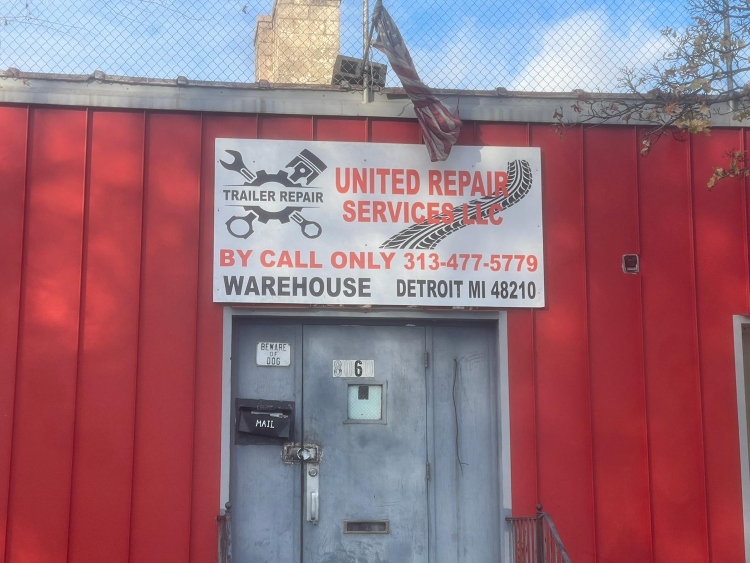 TRAILER REPAIR
UNITED REPAIR
SERVICES LLC
BY CALL ONLY 313-477-5779
WAREHOUSE DETROIT MI 48210
BEWARE
OF
DOG
6
MAIL